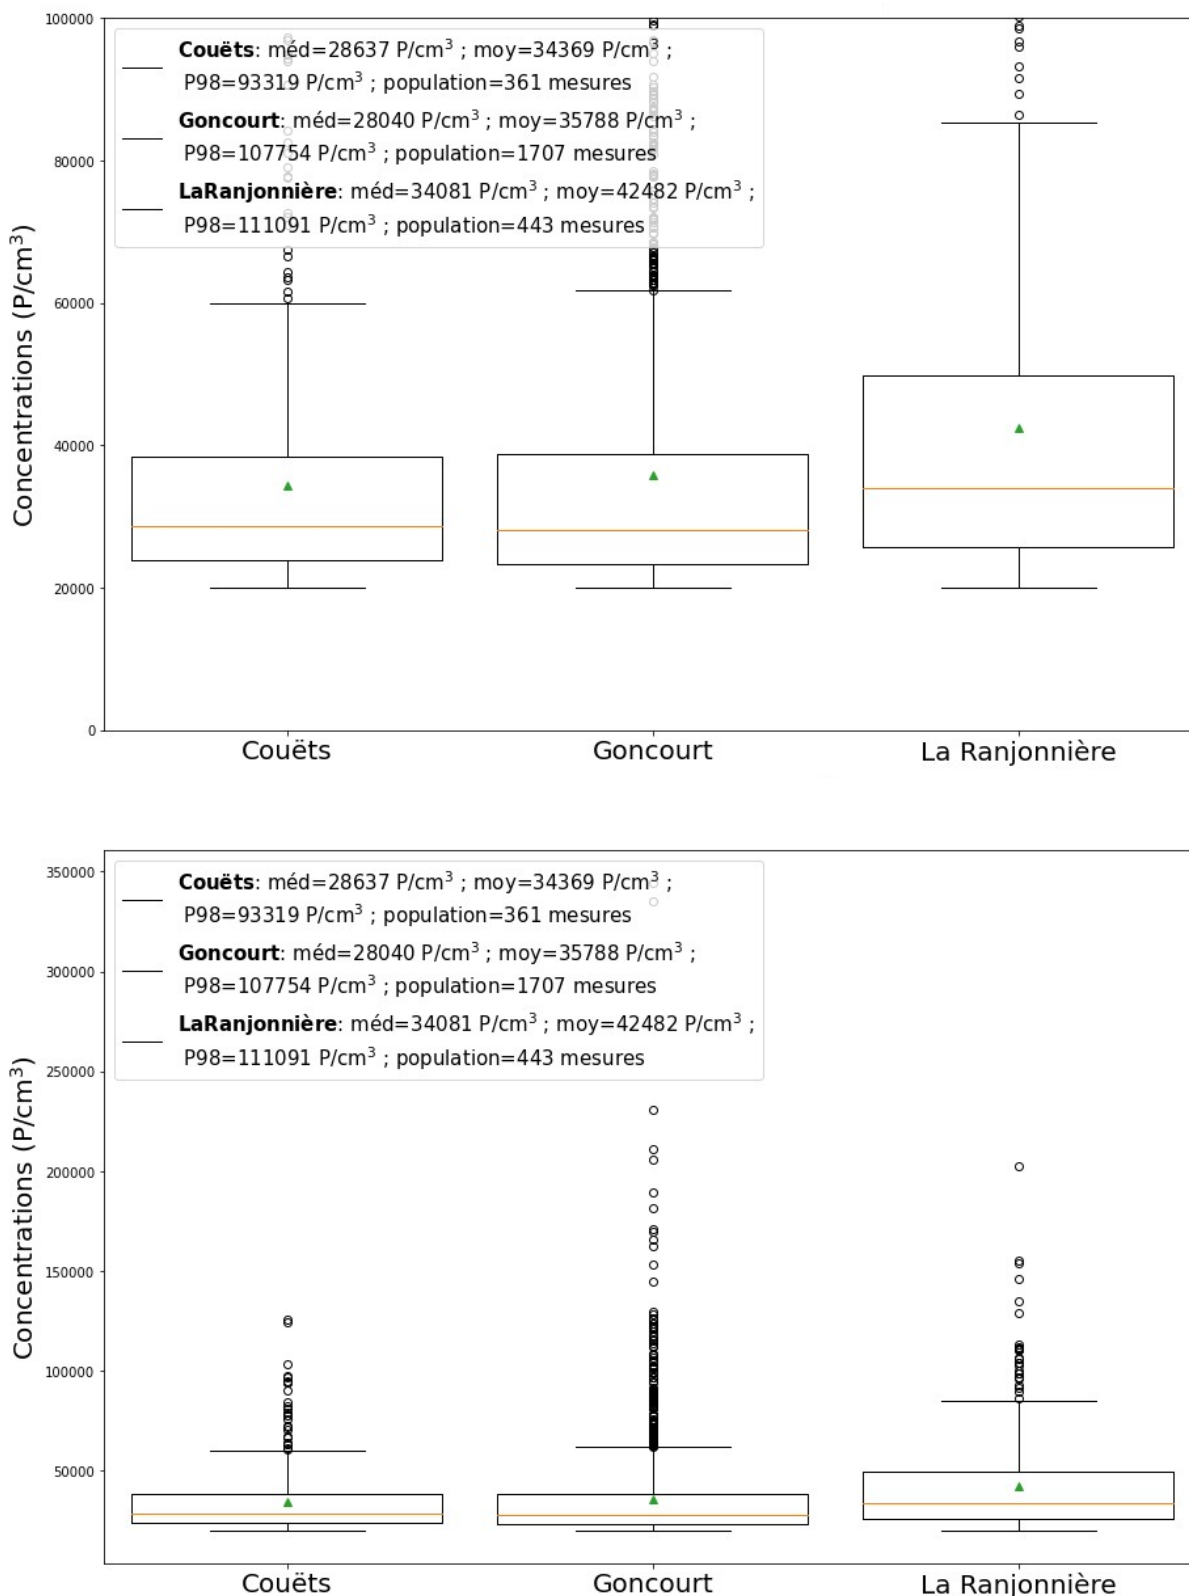 100000
Couëts: méd=28637 P/cm³ ; moy=34369 P/cm³ ;
P98=93319 P/cm³ ; population=361 mesures
Goncourt: méd=28040 P/cm³ ; moy=35788 P/cm³ ;
P98=107754 P/cm³ ; population=1707 mesures
80000
LaRanjonnière: méd=34081 P/cm³ ; moy=42482 P/cm³ ;
P98=111091 P/cm³ ; population=443 mesures
Concentrations (P/cm³)
60000
40000
20000
0
Couëts Goncourt La Ranjonnière
350000
Couëts: méd=28637 P/cm³ ; moy=34369 P/cm³ ;
P98=93319 P/cm³ ; population=361 mesures
Goncourt: méd=28040 P/cm³ ; moy=35788 P/cm³ ;
300000
P98=107754 P/cm³ ; population=1707 mesures
LaRanjonnière: méd=34081 P/cm³ ; moy=42482 P/cm³ ;
P98=111091 P/cm³ ; population=443 mesures
250000
Concentrations (P/cm³)
200000
150000
100000
50000
Couëts Goncourt La Ranjonnière